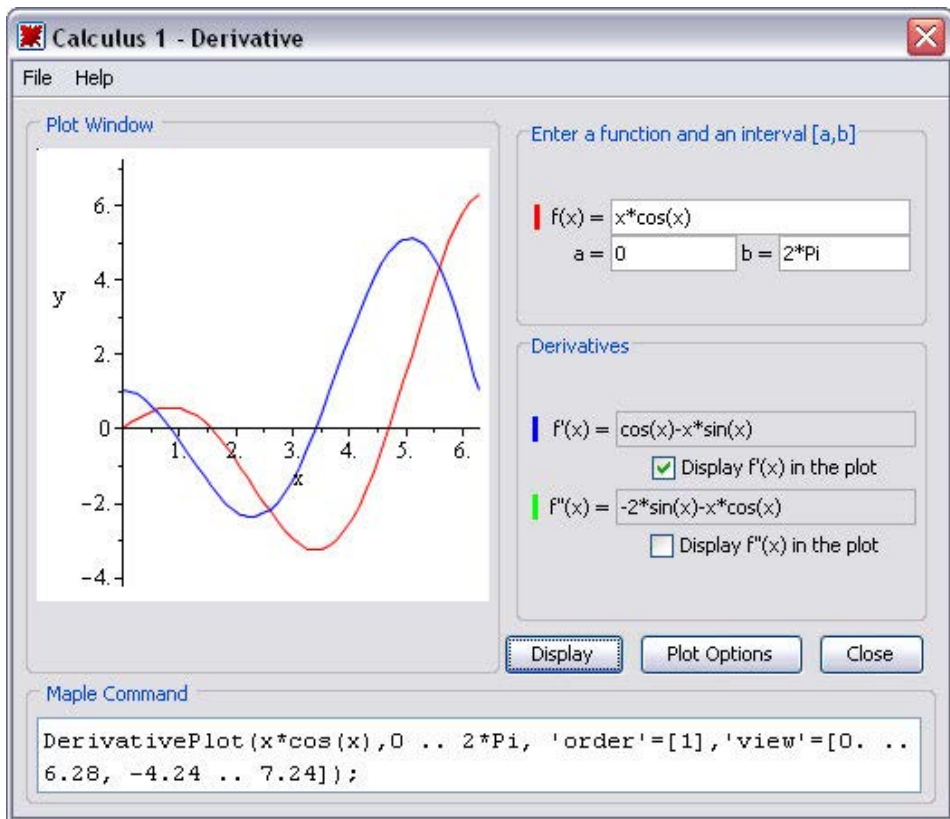 Calculus 1 - Derivative
File Help
Plot Window
6.
4.
y
2.
0
1. 2. 3. 4. 5. 6.
x
-2.
-4.
Enter a function and an interval [a,b]
f(x) = x*cos(x)
a = 0 b = 2*Pi
Derivatives
f'(x) = cos(x)-x*sin(x)
Display f'(x) in the plot
f''(x) = -2*sin(x)-x*cos(x)
Display f''(x) in the plot
Display Plot Options Close
Maple Command
DerivativePlot(x*cos(x),0 .. 2*Pi, 'order'=[1],'view'=[0. ..
6.28, -4.24 .. 7.24]);